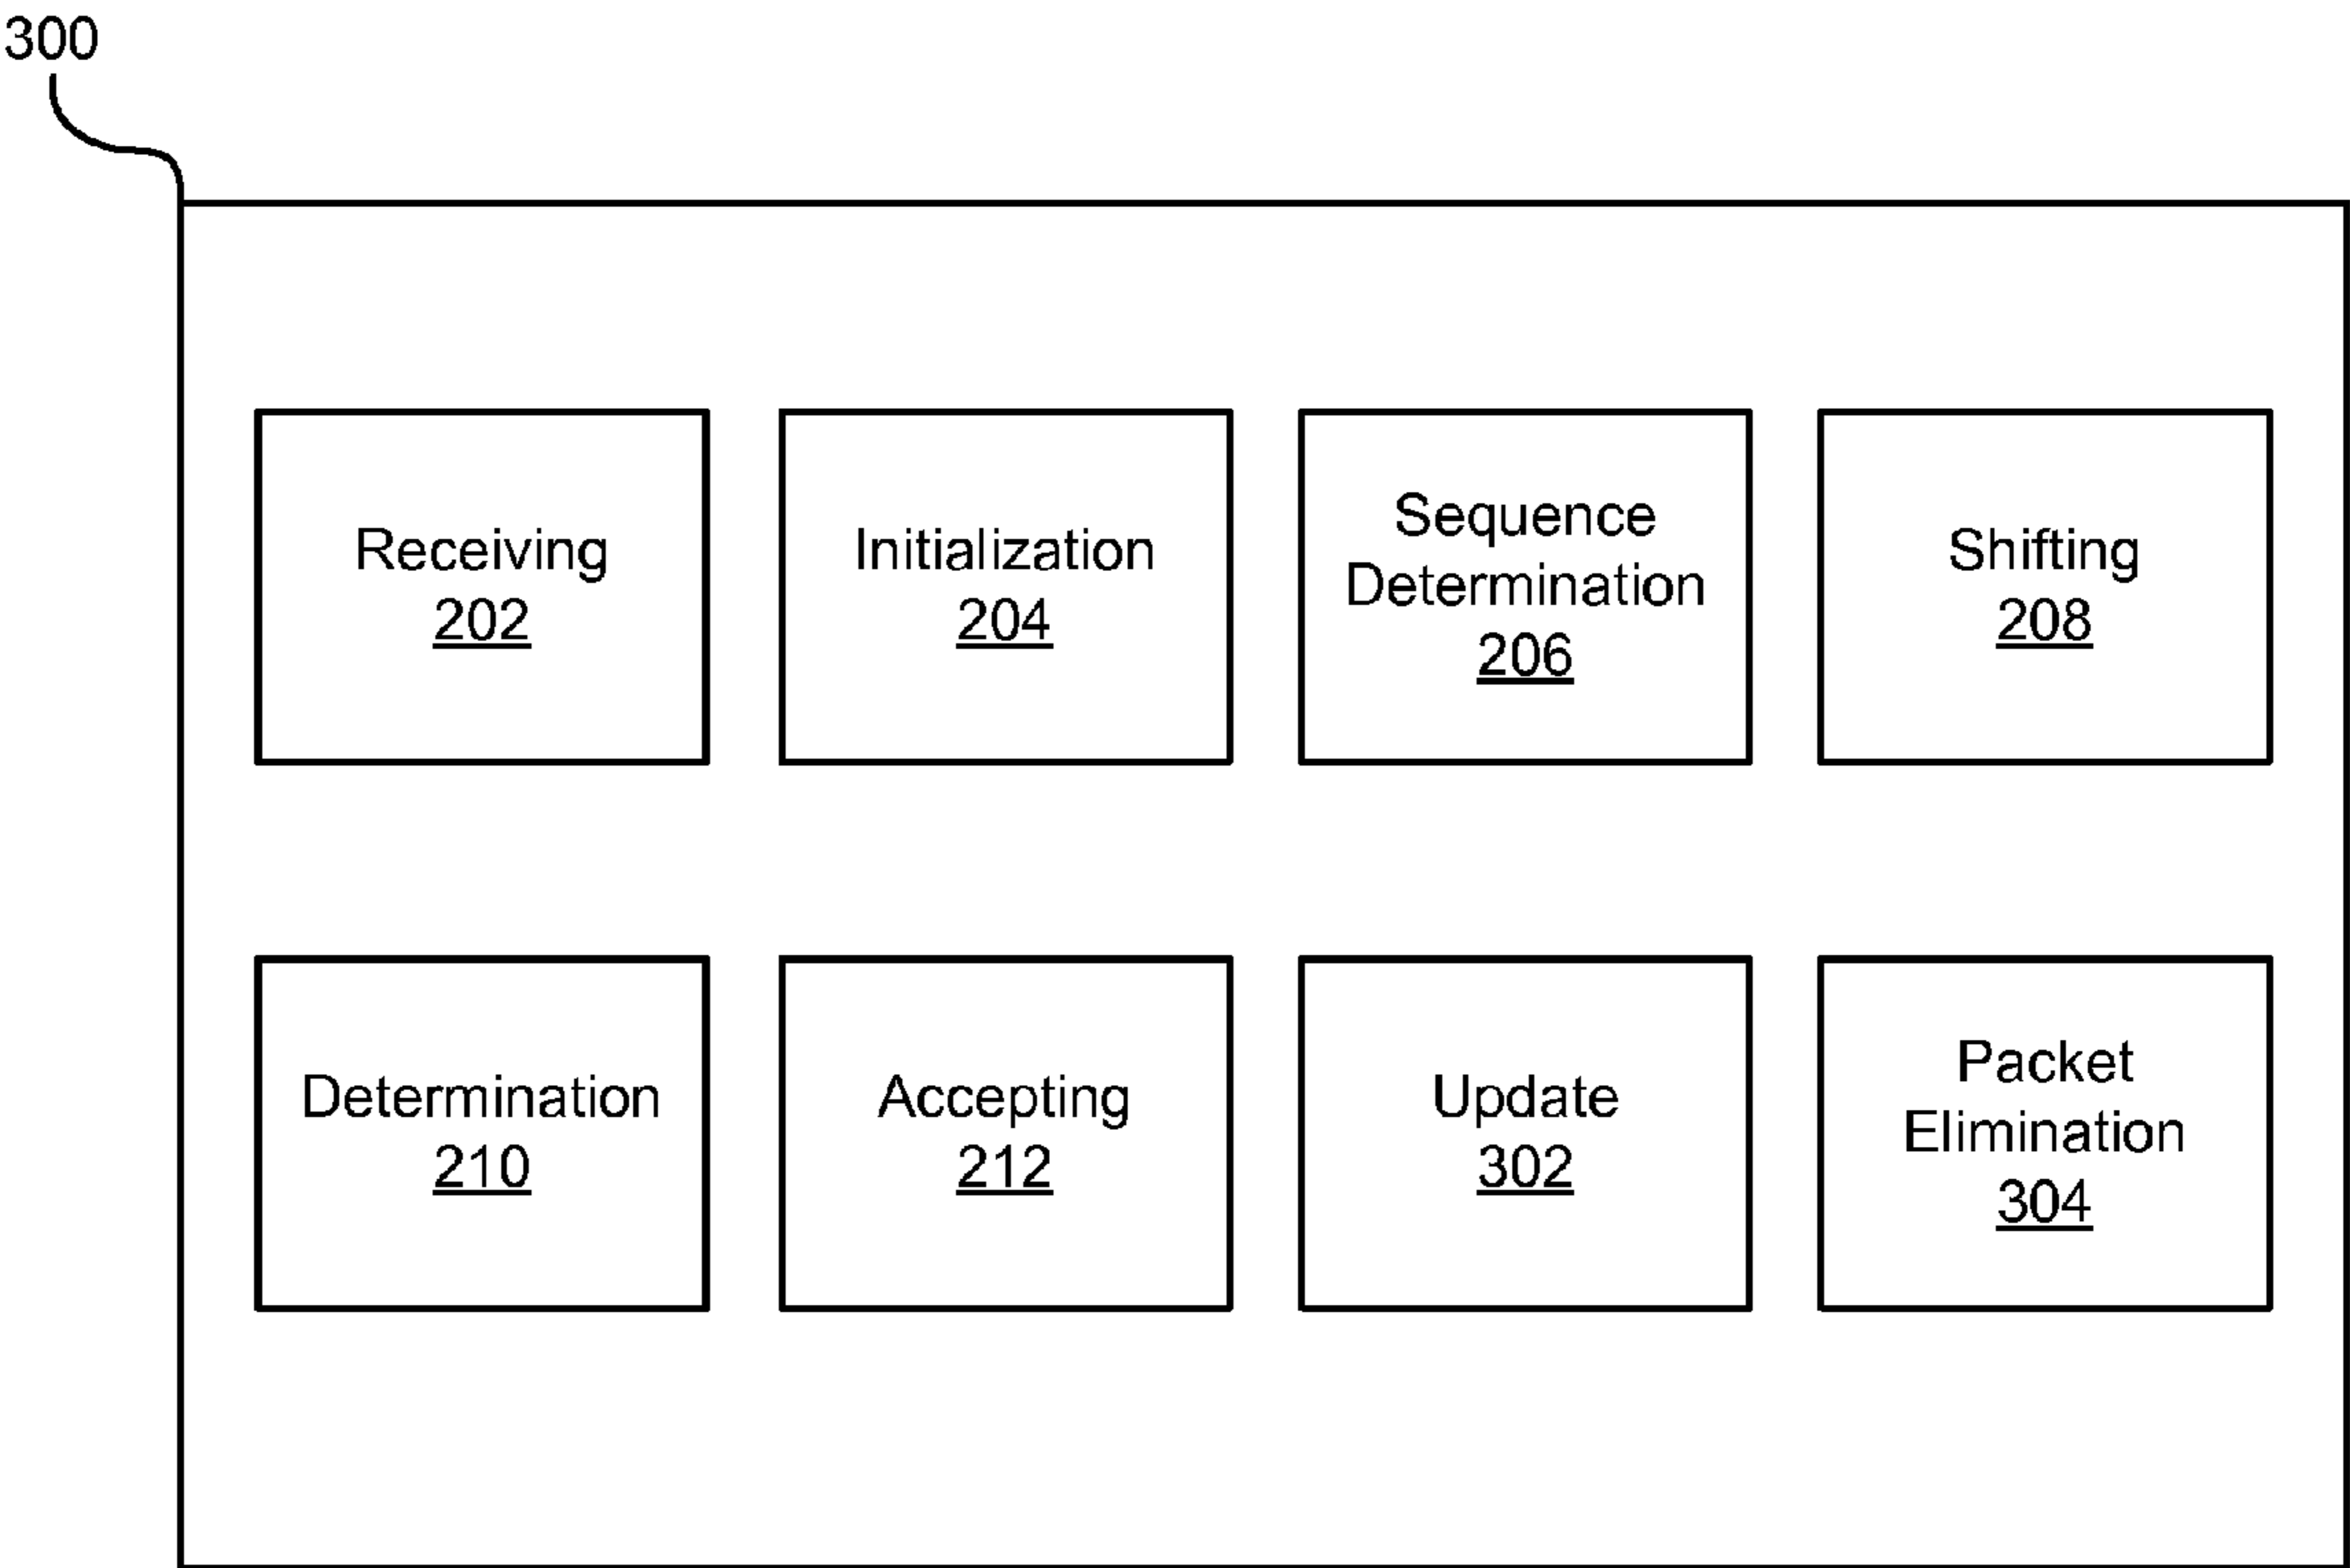 300
Receiving
202
Initialization
204
Sequence
Determination
206
Shifting
208
Determination
210
Accepting
212
Update
302
Packet
Elimination
304